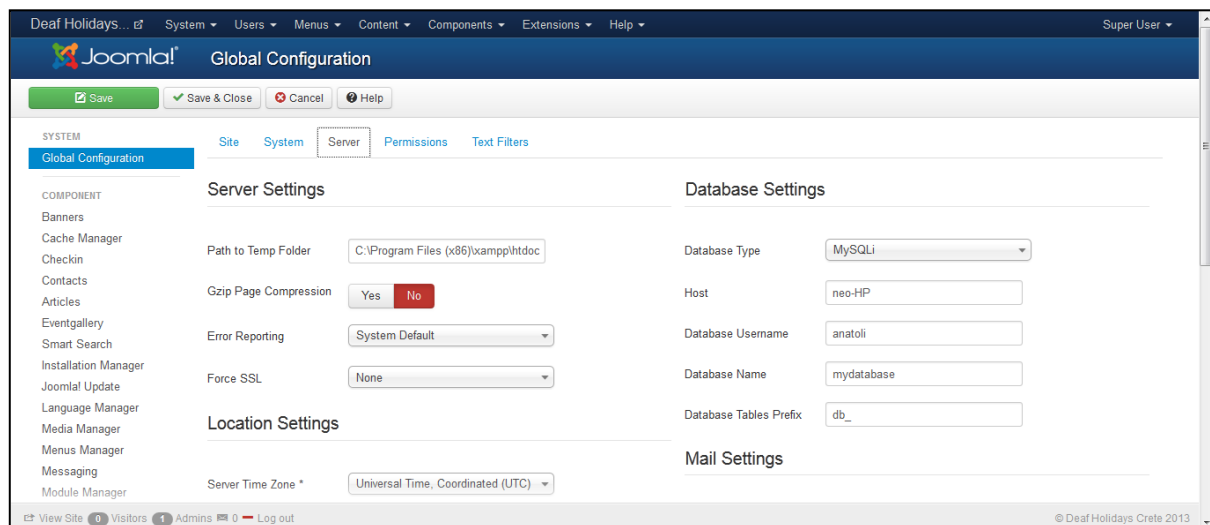 Deaf Holidays... System Users Menus Content Components Extensions Help Super User
Joomla!® Global Configuration
Save Save & Close Cancel Help
SYSTEM
Global Configuration
COMPONENT
Banners
Cache Manager
Checkin
Contacts
Articles
Eventgallery
Smart Search
Installation Manager
Joomla! Update
Language Manager
Media Manager
Menus Manager
Messaging
Module Manager
Site System Server Permissions Text Filters
Server Settings
Path to Temp Folder C:\Program Files (x86)\xampp\htdoc
Gzip Page Compression Yes No
Error Reporting System Default
Force SSL None
Location Settings
Server Time Zone * Universal Time, Coordinated (UTC)
Database Settings
Database Type MySQLi
Host neo-HP
Database Username anatoli
Database Name mydatabase
Database Tables Prefix db_
Mail Settings
View Site 0 Visitors 1 Admins 0 Log out © Deaf Holidays Crete 2013